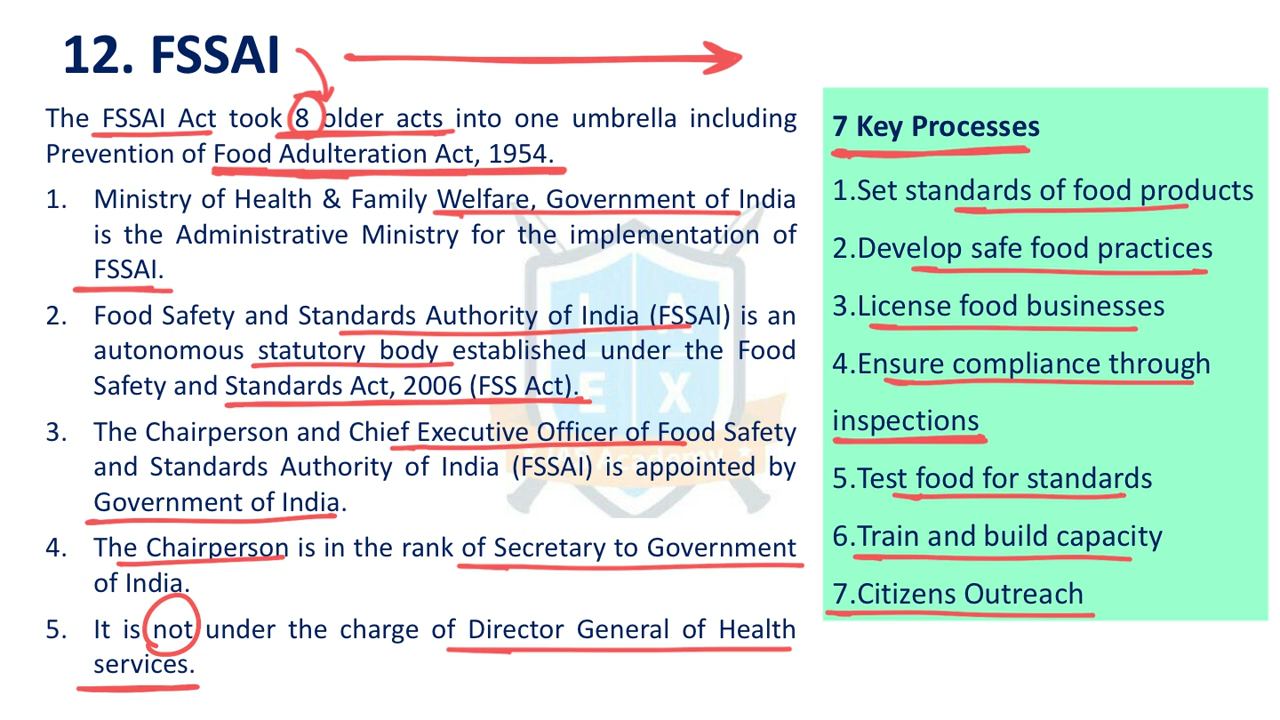 12. FSSAI
The FSSAI Act took 8 older acts into one umbrella including
Prevention of Food Adulteration Act, 1954.
1. Ministry of Health & Family Welfare, Government of India
is the Administrative Ministry for the implementation of
FSSAI.
2. Food Safety and Standards Authority of India (FSSAI) is an
autonomous statutory body established under the Food
Safety and Standards Act, 2006 (FSS Act).
3. The Chairperson and Chief Executive Officer of Food Safety
and Standards Authority of India (FSSAI) is appointed by
Government of India.
4. The Chairperson is in the rank of Secretary to Government
of India.
5. It is not under the charge of Director General of Health
services.
7 Key Processes
1.Set standards of food products
2.Develop safe food practices
3.License food businesses
4.Ensure compliance through
inspections
5.Test food for standards
6.Train and build capacity
7.Citizens Outreach
I A
E X